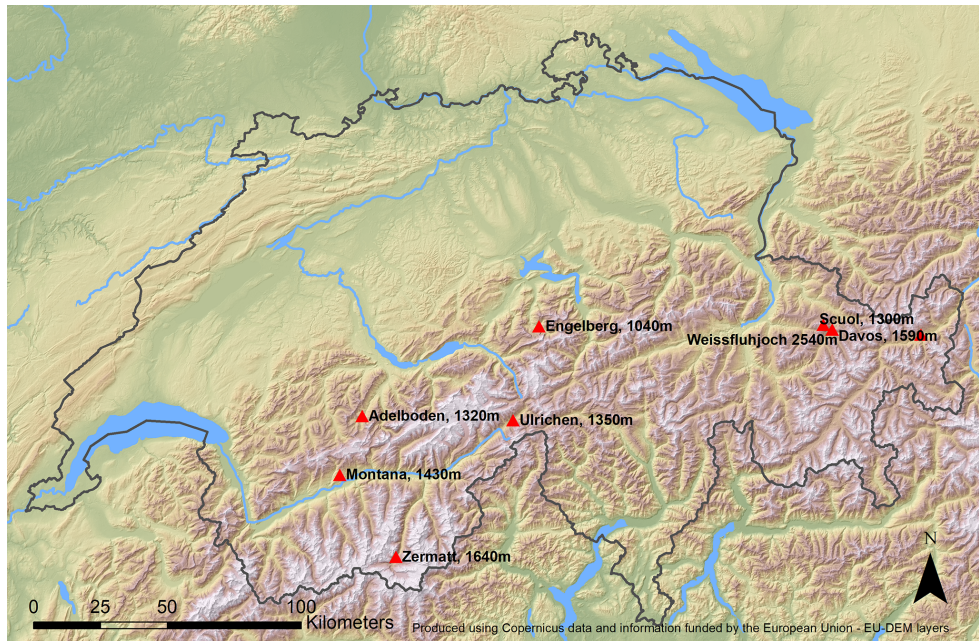 Scuol, 1300m
Engelberg, 1040m
Weissfluhjoch 2540m
Davos, 1590m
Adelboden, 1320m
Ulrichen, 1350m
Montana, 1430m
N
Zermatt, 1640m
0 25 50 100
Kilometers
Produced using Copernicus data and information funded by the European Union - EU-DEM layers